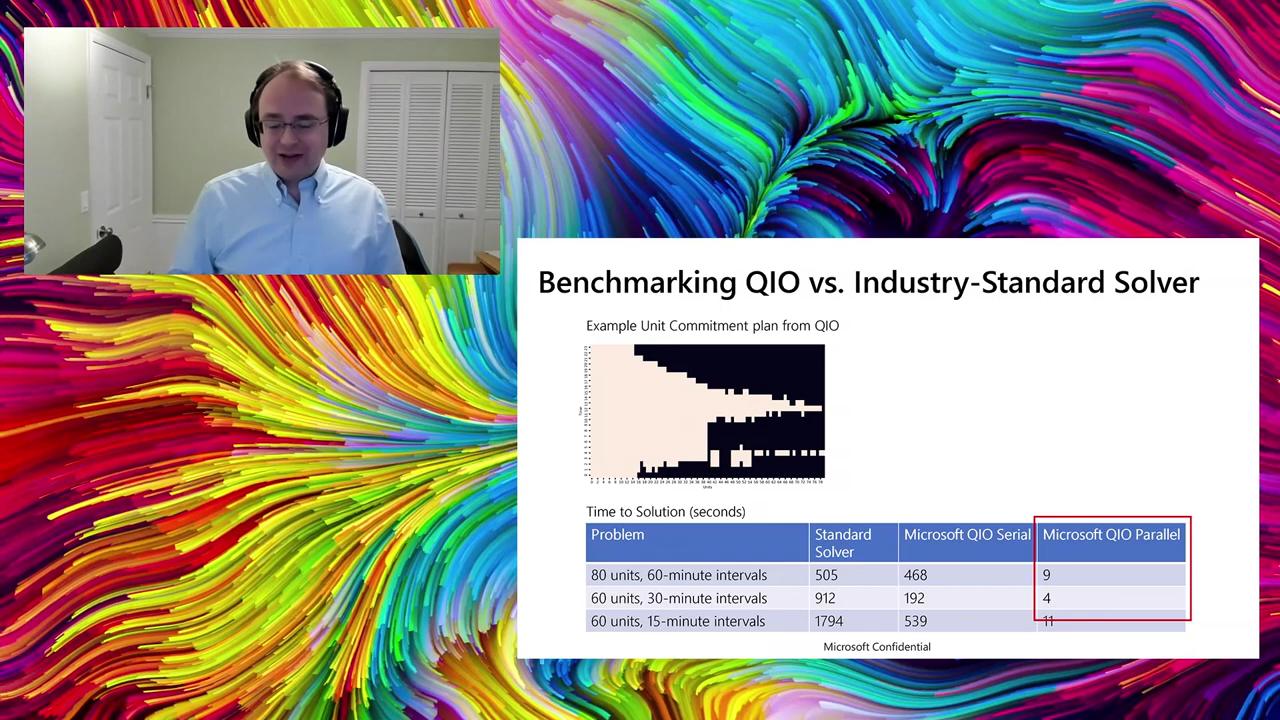 Benchmarking QIO vs. Industry-Standard Solver
Example Unit Commitment plan from QIO
Time
Units
Time to Solution (seconds)
Problem Standard Solver Microsoft QIO Serial Microsoft QIO Parallel
80 units, 60-minute intervals 505 468 9
60 units, 30-minute intervals 912 192 4
60 units, 15-minute intervals 1794 539 11
Microsoft Confidential